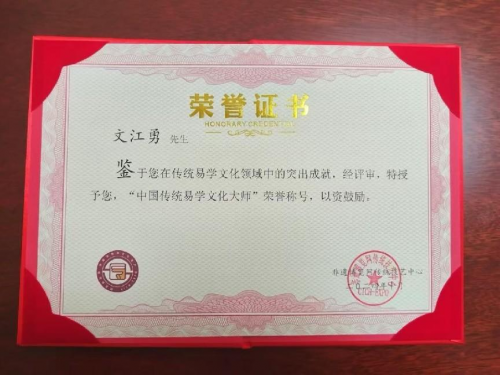 荣誉证书
HONORARY CREDENTIAL
文江勇 先生
鉴于您在传统易学文化领域中的突出成就，经评审，特授
予您，“中国传统易学文化大师”荣誉称号，以资鼓励。